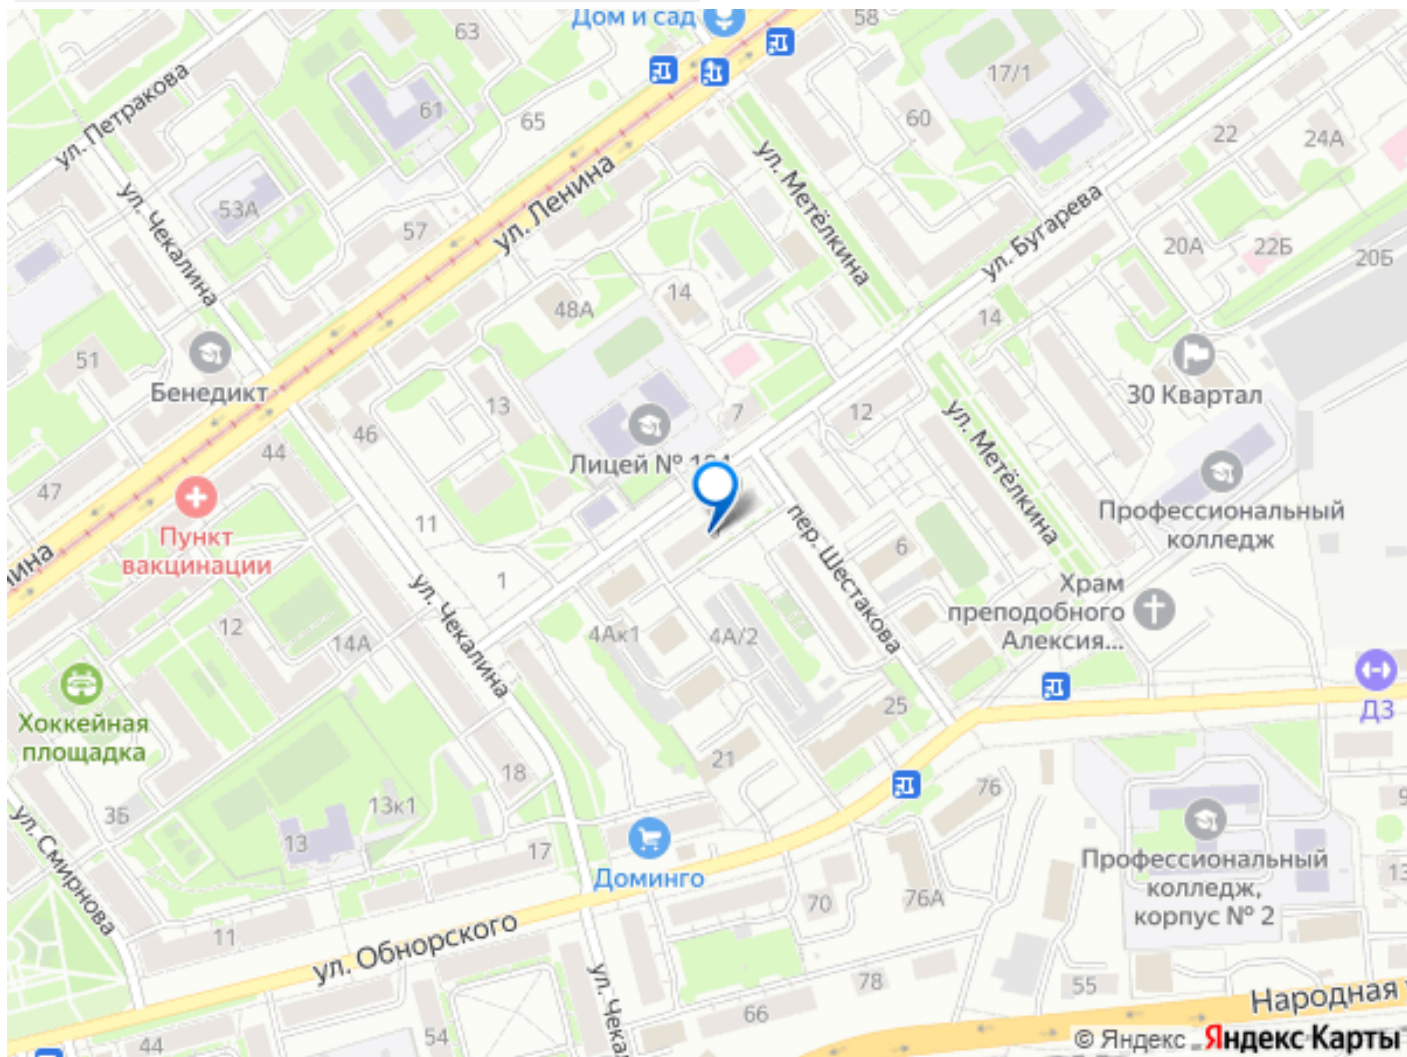 Дом и сад
58
63
17/1
ул. Петракова
61
65
60
22
24А
ул. Чекалина
53А
57
ул. Ленина
ул. Метёлкина
ул. Бугарева
20А
22Б
20Б
14
48А
14
51
Бенедикт
30 Квартал
13
7
12
46
44
Лицей №
ул. Метёлкина
47
Пункт
вакцинации
11
1
пер. Шестакова
6
Профессиональный
колледж
Храм
преподобного
Алексия...
12
14А
ул. Чекалина
4Ак1
4А/2
Хоккейная
площадка
25
ДЗ
21
18
76
3Б
13к1
13
ул. Смирнова
17
Доминго
Профессиональный
колледж,
корпус № 2
70
76А
11
ул. Обнорского
78
55
ул. Чека
66
Народная
54
44
© Яндекс
Яндекс Карты